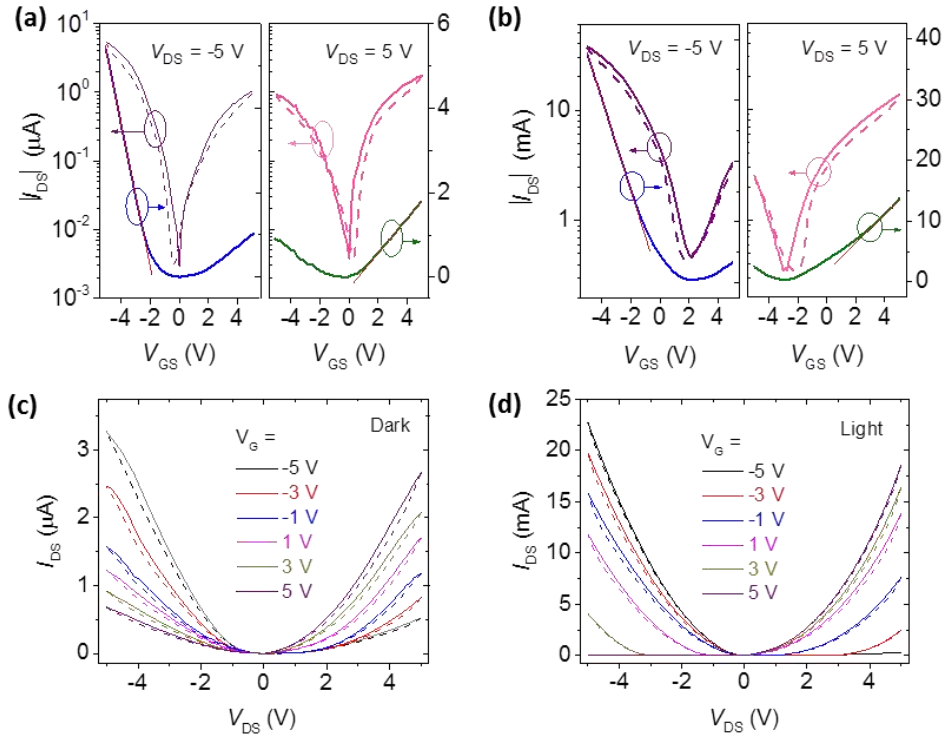 (a)
10¹
10⁰
10⁻¹
10⁻²
10⁻³
|I_DS| (μA)
V_DS = -5 V
V_DS = 5 V
6
4
2
0
-4 -2 0 2 4
-4 -2 0 2 4
V_GS (V)
V_GS (V)
(b)
10
1
|I_DS| (mA)
V_DS = -5 V
V_DS = 5 V
40
30
20
10
0
-4 -2 0 2 4
-4 -2 0 2 4
V_GS (V)
V_GS (V)
(c)
3
2
1
0
I_DS (μA)
Dark
V_G =
-5 V
-3 V
-1 V
1 V
3 V
5 V
-4 -2 0 2 4
V_DS (V)
(d)
25
20
15
10
5
0
I_DS (mA)
Light
V_G =
-5 V
-3 V
-1 V
1 V
3 V
5 V
-4 -2 0 2 4
V_DS (V)